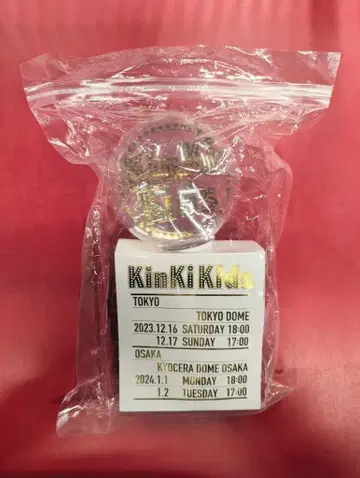 KinKi Kids
TOKYO
TOKYO DOME
2023.12.16 SATURDAY 18:00
12.17 SUNDAY 17:00
OSAKA
KYOCERA DOME OSAKA
2024.1.1 MONDAY 18:00
1.2 TUESDAY 17:00